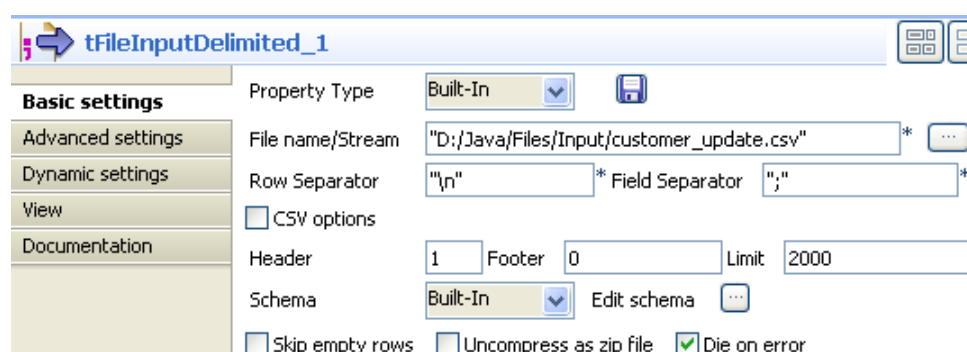 tFileInputDelimited_1
Basic settings
Advanced settings
Dynamic settings
View
Documentation
Property Type Built-In
File name/Stream "D:/Java/Files/Input/customer_update.csv" * ...
Row Separator "\n" * Field Separator ";" *
CSV options
Header 1 Footer 0 Limit 2000
Schema Built-In Edit schema ...
Skip empty rows Uncompress as zip file Die on error